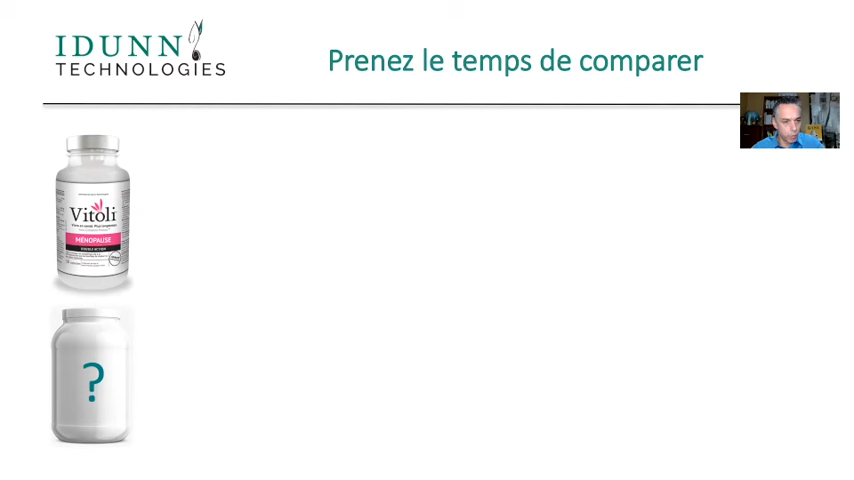 IDUNN
TECHNOLOGIES
Prenez le temps de comparer
Vitoli
MÉNOPAUSE
?